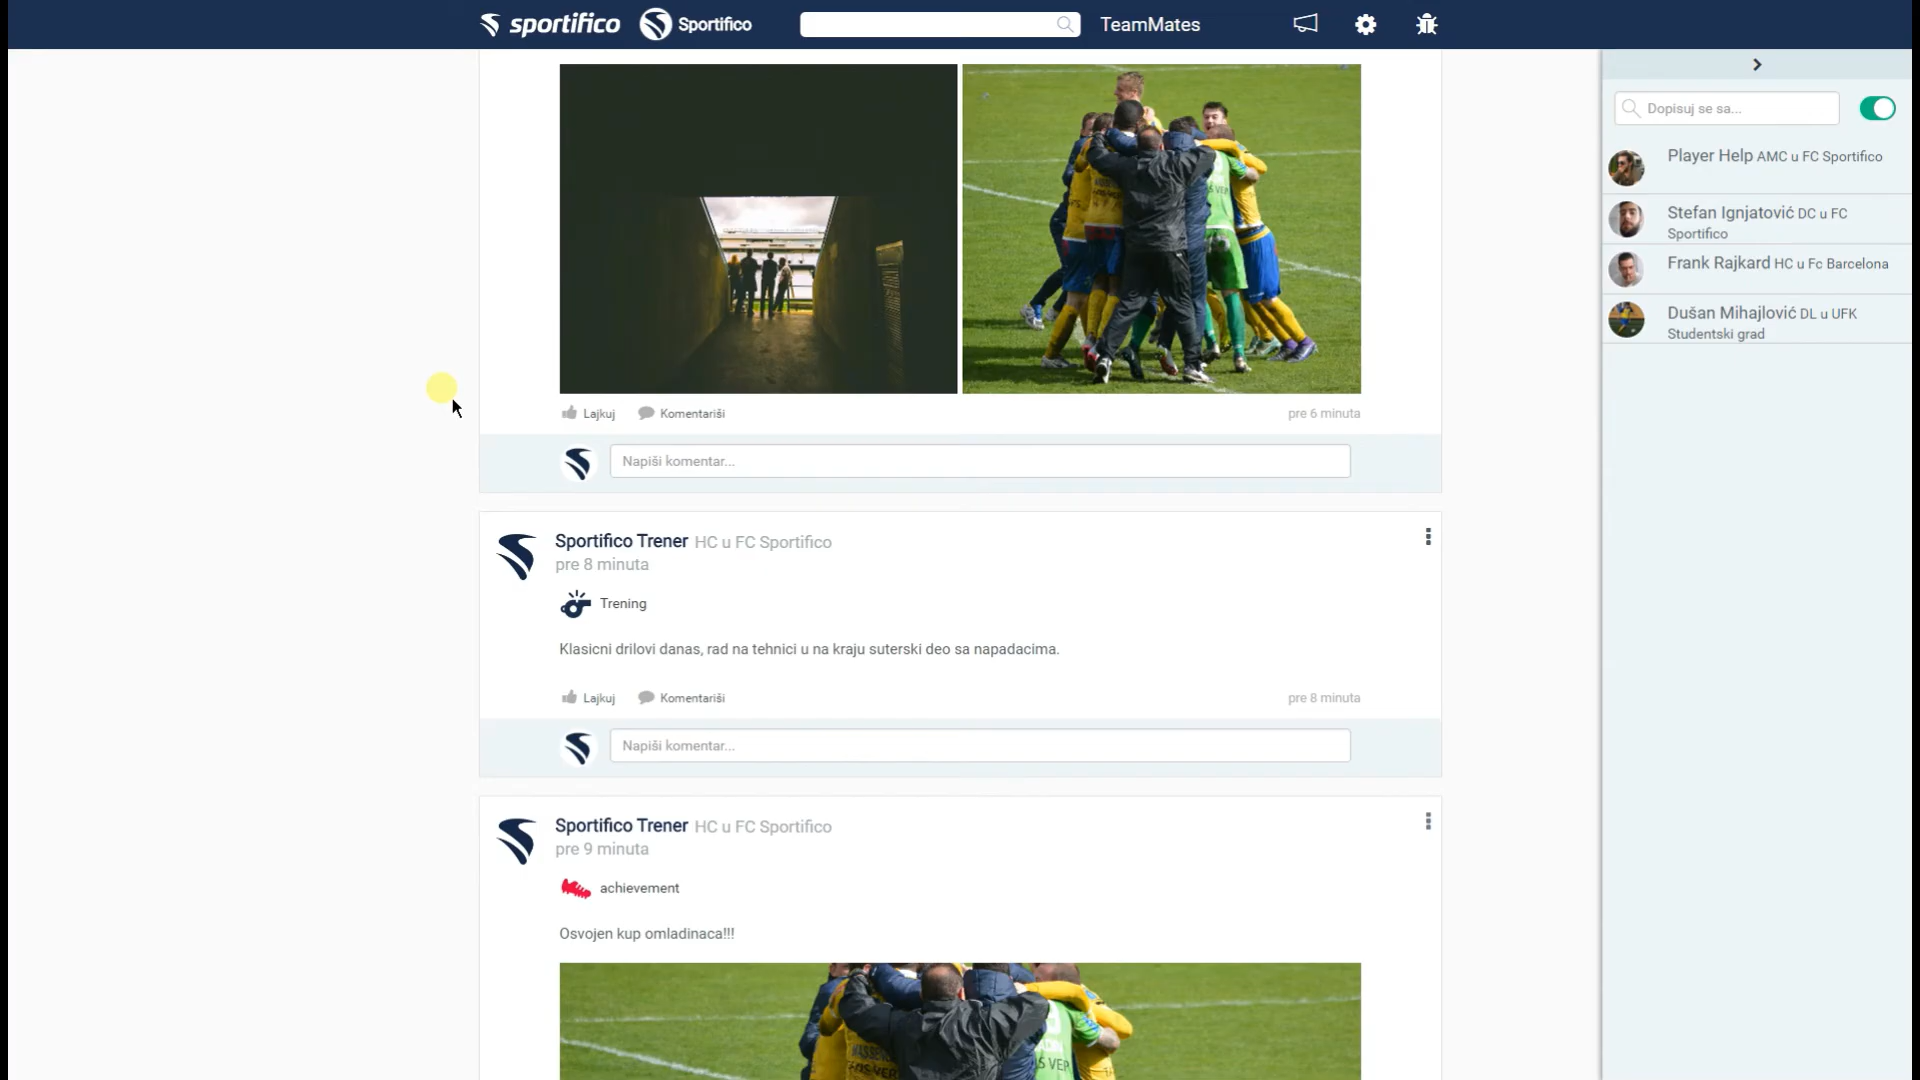 sportifico Sportifico TeamMates
Dopisuj se sa...
Player Help AMC u FC Sportifico
Stefan Ignjatović DC u FC
Sportifico
Frank Rajkard HC u Fc Barcelona
Dušan Mihajlović DL u UFK
Studentski grad
Lajkuj Komentariši pre 6 minuta
Napiši komentar...
Sportifico Trener HC u FC Sportifico
pre 8 minuta
Trening
Klasicni drilovi danas, rad na tehnici u na kraju suterski deo sa napadacima.
Lajkuj Komentariši pre 8 minuta
Napiši komentar...
Sportifico Trener HC u FC Sportifico
pre 9 minuta
achievement
Osvojen kup omladinaca!!!